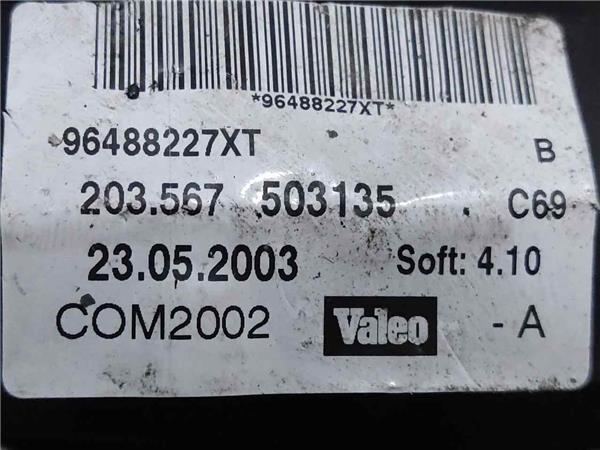 *96488227XT*
96488227XT B
203.567 503135 . C69
23.05.2003 Soft: 4.10
COM2002 Valeo - A